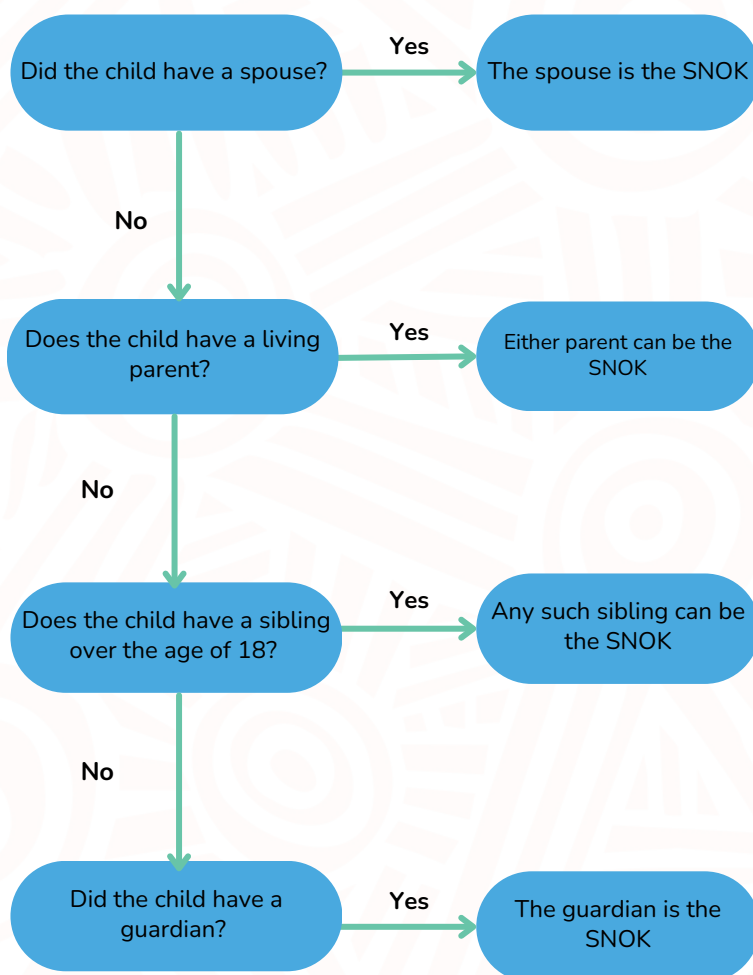 Did the child have a spouse?
Yes
The spouse is the SNOK
No
Does the child have a living
parent?
Yes
Either parent can be the
SNOK
No
Does the child have a sibling
over the age of 18?
Yes
Any such sibling can be
the SNOK
No
Did the child have a
guardian?
Yes
The guardian is the
SNOK